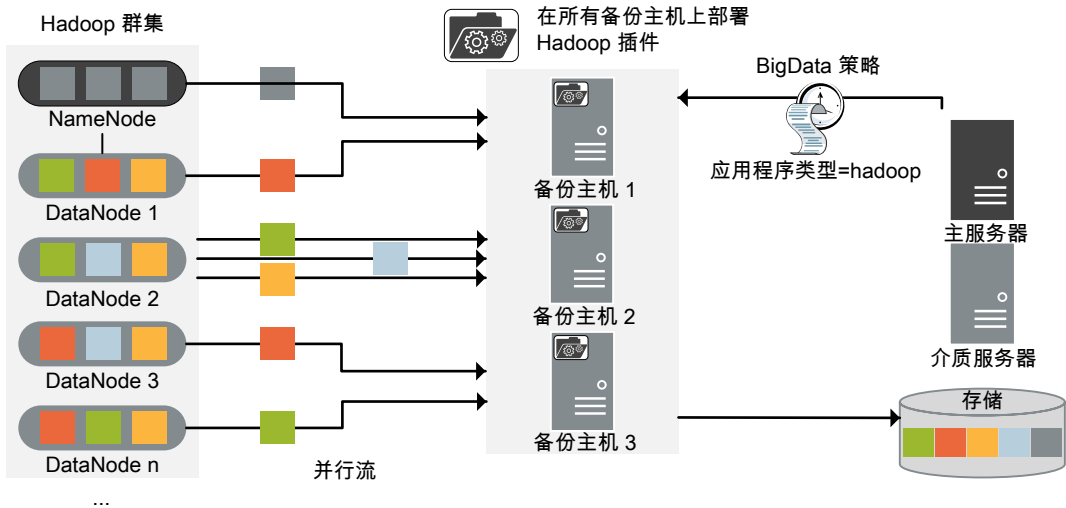 Hadoop 群集
在所有备份主机上部署
Hadoop 插件
BigData 策略
NameNode
应用程序类型=hadoop
备份主机 1
DataNode 1
主服务器
DataNode 2
备份主机 2
介质服务器
DataNode 3
存储
备份主机 3
DataNode n
并行流
...